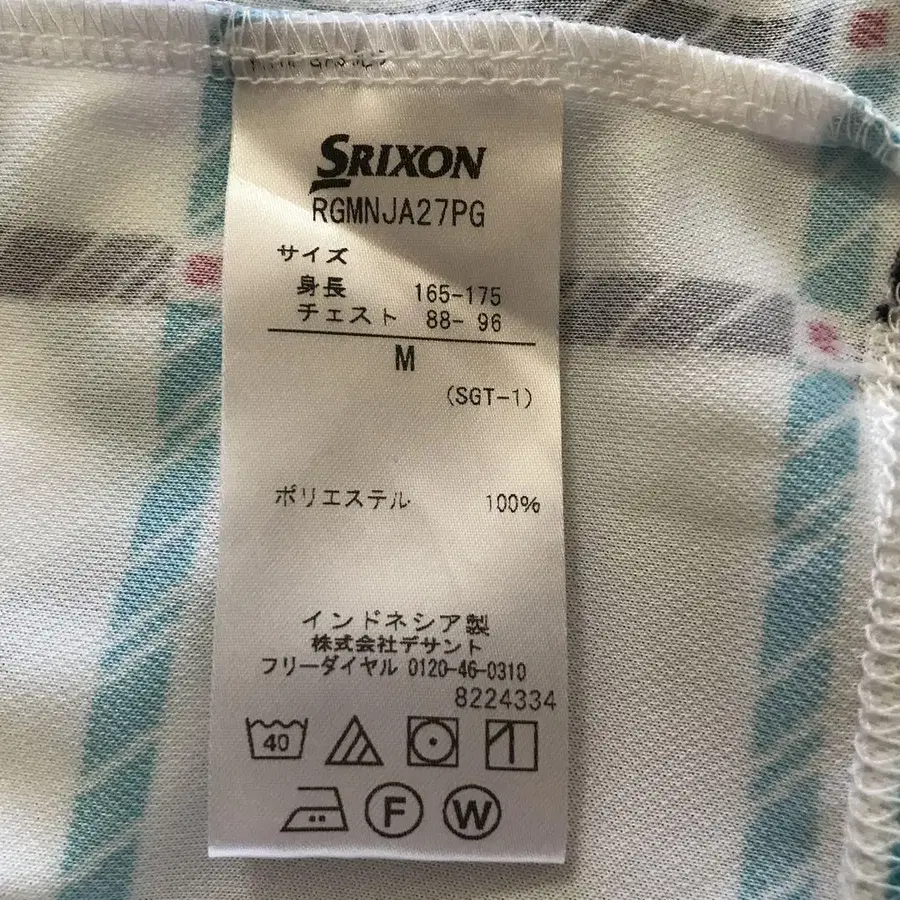 SRIXON
RGMNJA27PG
サイズ
身長 165-175
チェスト 88- 96
M
(SGT-1)
ポリエステル 100%
インドネシア製
株式会社デサント
フリーダイヤル 0120-46-0310
8224334
40
F W